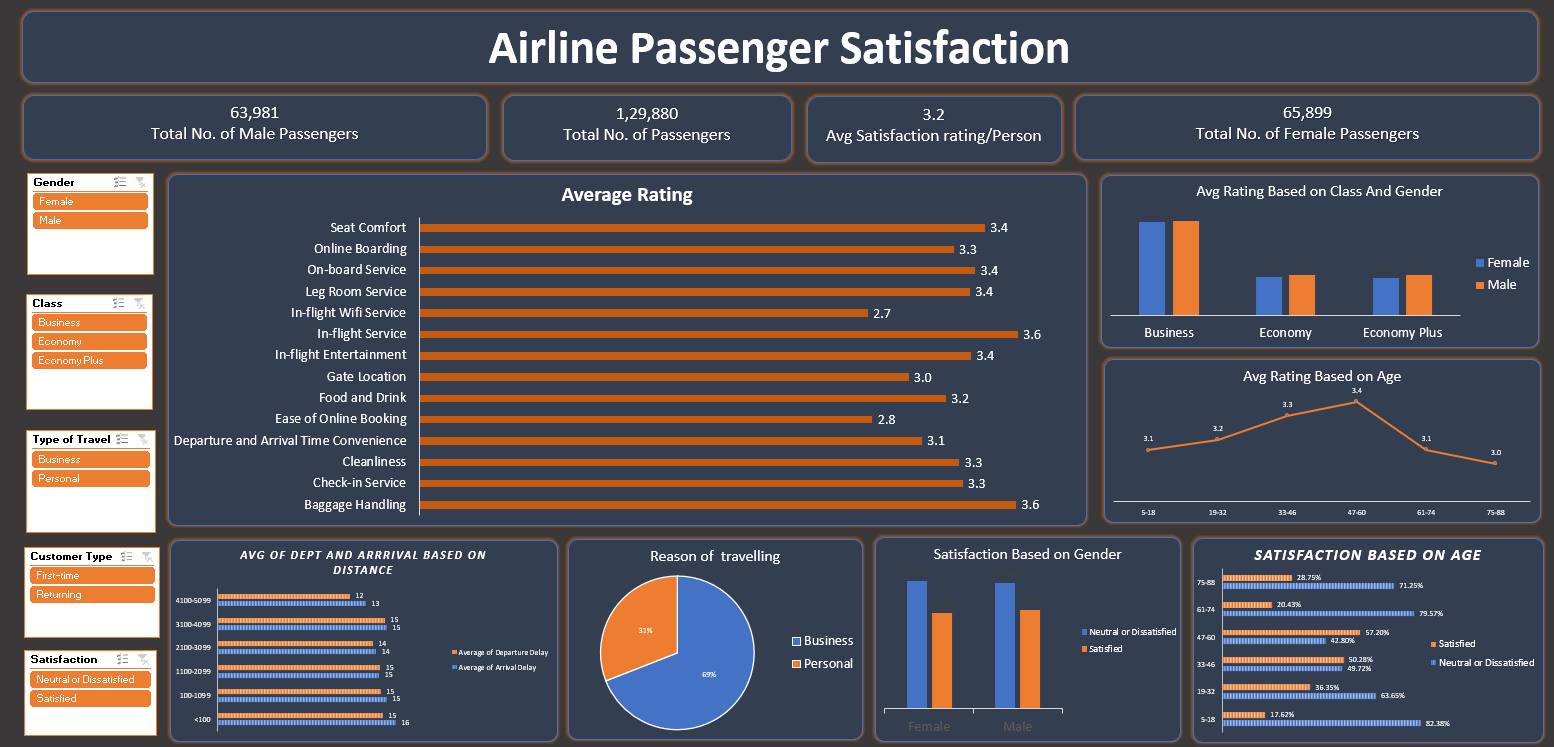 Airline Passenger Satisfaction
63,981
Total No. of Male Passengers
1,29,880
Total No. of Passengers
3.2
Avg Satisfaction rating/Person
65,899
Total No. of Female Passengers
Gender
Female
Male
Class
Business
Economy
Economy Plus
Type of Travel
Business
Personal
Customer Type
First-time
Returning
Satisfaction
Neutral or Dissatisfied
Satisfied
Average Rating
Seat Comfort 3.4
Online Boarding 3.3
On-board Service 3.4
Leg Room Service 3.4
In-flight Wifi Service 2.7
In-flight Service 3.6
In-flight Entertainment 3.4
Gate Location 3.0
Food and Drink 3.2
Ease of Online Booking 2.8
Departure and Arrival Time Convenience 3.1
Cleanliness 3.3
Check-in Service 3.3
Baggage Handling 3.6
Avg Rating Based on Class And Gender
Female
Male
Business Economy Economy Plus
Avg Rating Based on Age
3.1 3.2 3.3 3.4 3.1 3.0
5-18 19-32 33-46 47-60 61-74 75-88
AVG OF DEPT AND ARRRIVAL BASED ON
DISTANCE
4100-5099 12
13
3100-4099 15
15
2100-3099 14
14
1100-2099 15
15
100-1099 15
15
<100 15
16
Average of Departure Delay
Average of Arrival Delay
Reason of travelling
31%
69%
Business
Personal
Satisfaction Based on Gender
Neutral or Dissatisfied
Satisfied
Female Male
SATISFACTION BASED ON AGE
75-88 28.75%
71.25%
61-74 20.43%
79.57%
47-60 57.20%
42.80%
33-46 50.28%
49.72%
19-32 36.35%
63.65%
5-18 17.62%
82.38%
Satisfied
Neutral or Dissatisfied